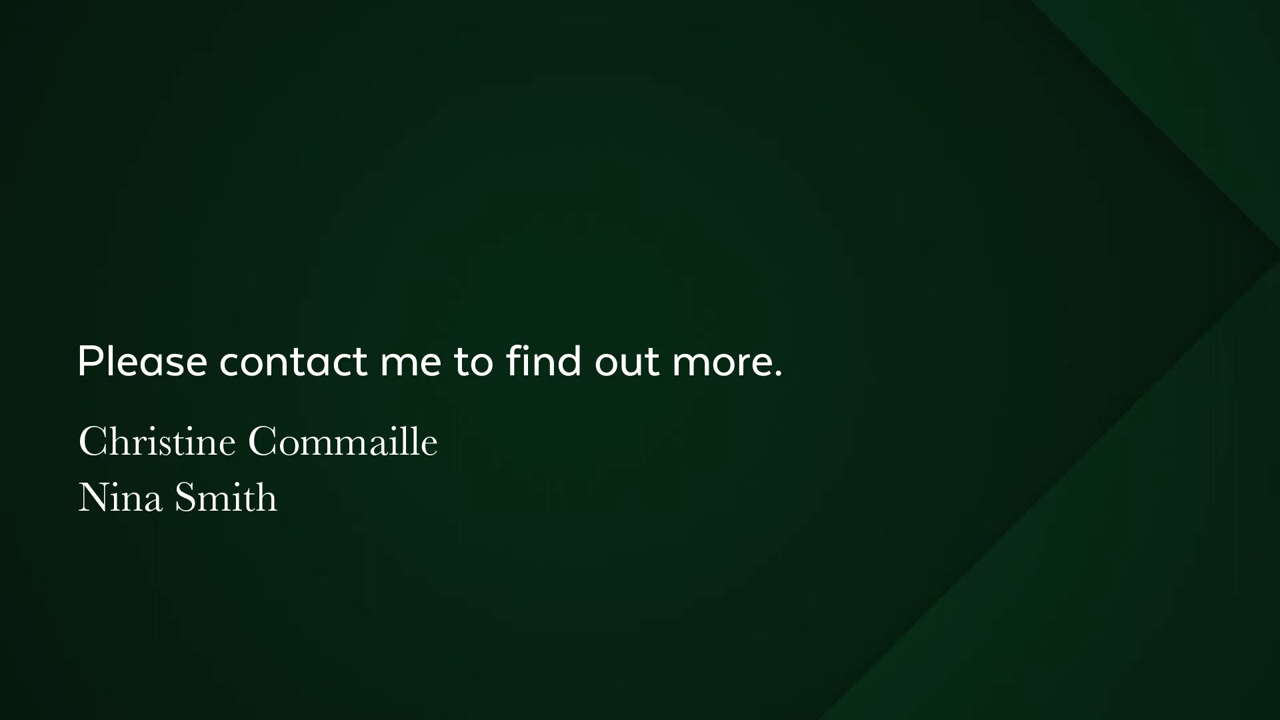 Please contact me to find out more.
Christine Commaille
Nina Smith